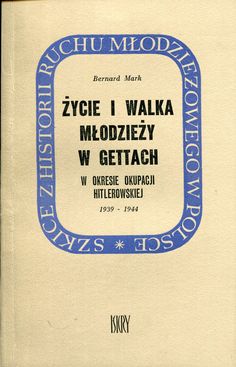 SZKICE Z HISTORII RUCHU MŁODZIEŻOWEGO W POLSCE *
Bernard Mark
ŻYCIE I WALKA
MŁODZIEŻY
W GETTACH
W OKRESIE OKUPACJI
HITLEROWSKIEJ
1939 - 1944
ISKRY